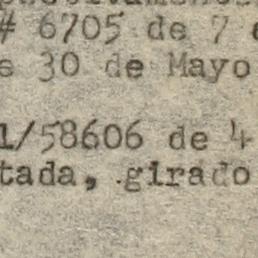 # 6705 de 7
30 de Mayo
1/58606 de 4
tada, girado